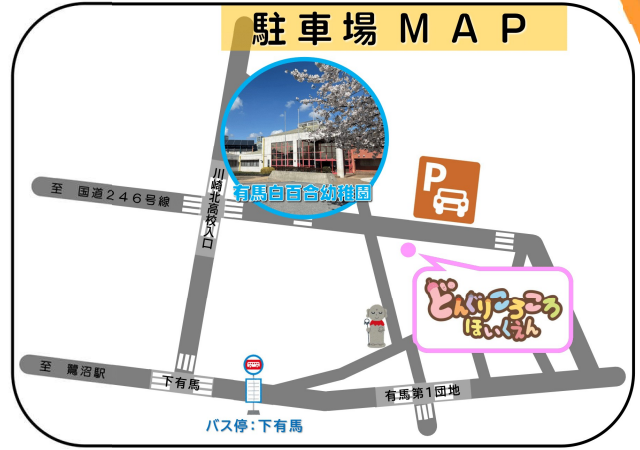 駐車場 MAP
有馬白百合幼稚園
P
至 国道246号線
川崎北高校入口
どんぐりころころ
ほいくえん
至 鷺沼駅
下有馬
有馬第1団地
バス停:下有馬